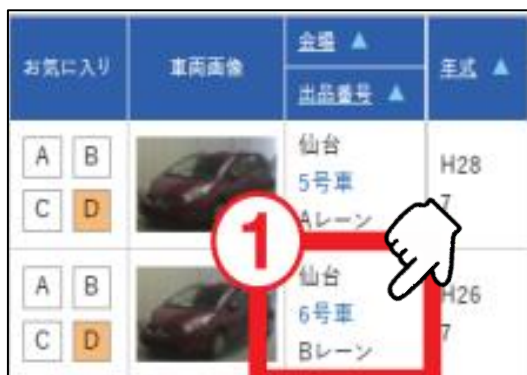 お気に入り 車両画像 会場 ▲ 年式 ▲
出品番号 ▲
A B 仙台 H28
C D 5号車 7
Aレーン
1
A B 仙台 H26
C D 6号車 7
Bレーン